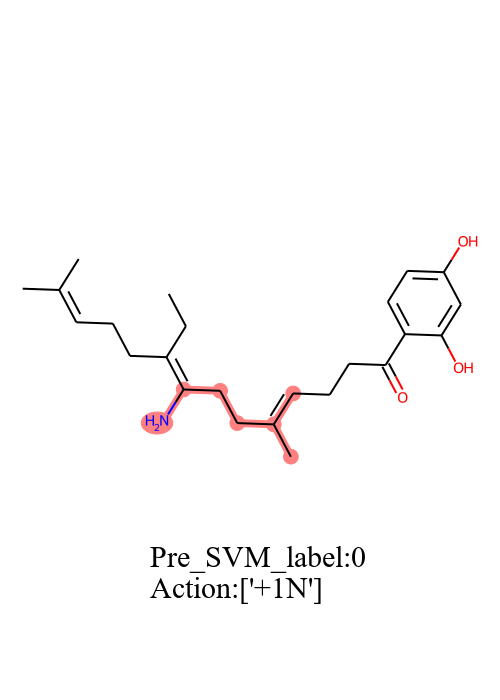 OH
OH
O
H2N
Pre_SVM_label:0
Action:['+1N']